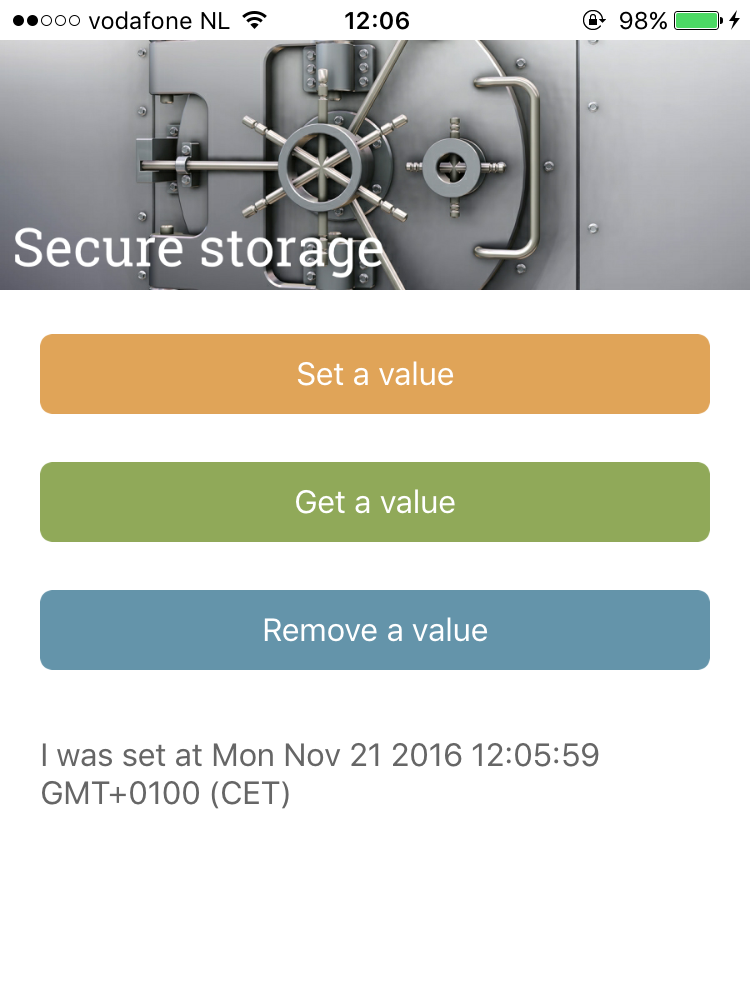 vodafone NL 12:06 98%
Secure storage
Set a value
Get a value
Remove a value
I was set at Mon Nov 21 2016 12:05:59
GMT+0100 (CET)